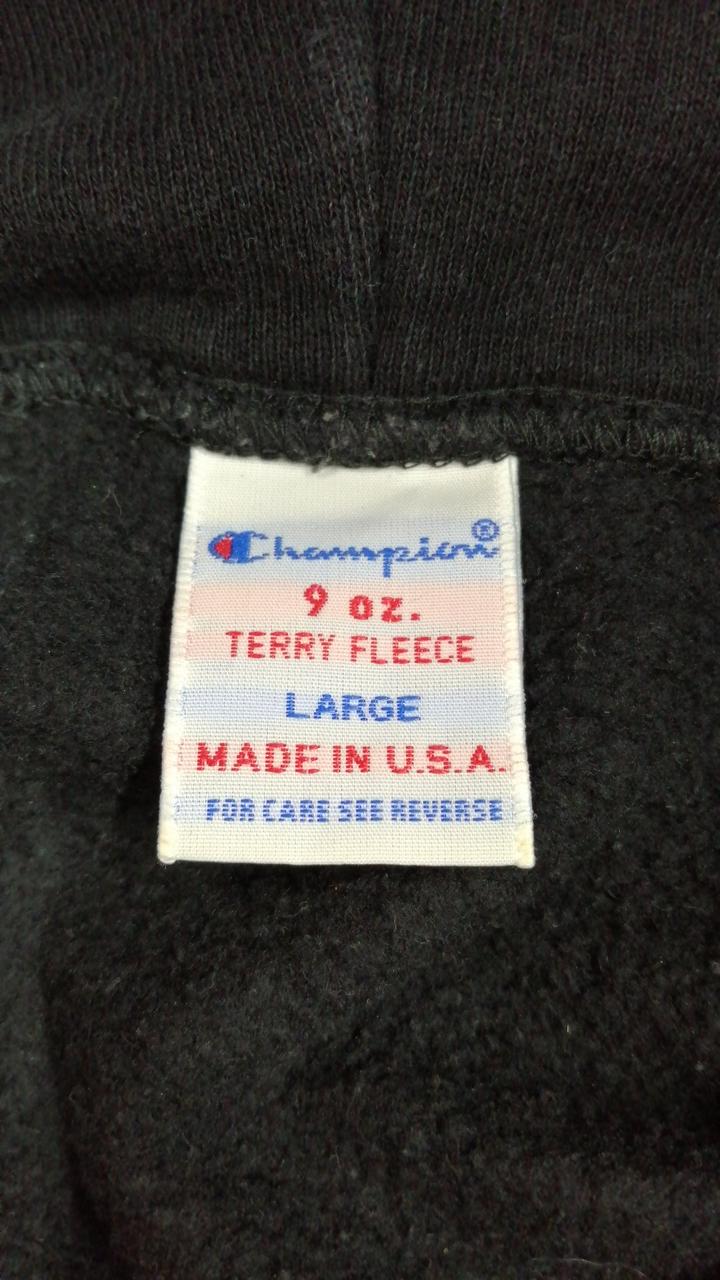 Champion®
9 oz.
TERRY FLEECE
LARGE
MADE IN U.S.A.
FOR CARE SEE REVERSE